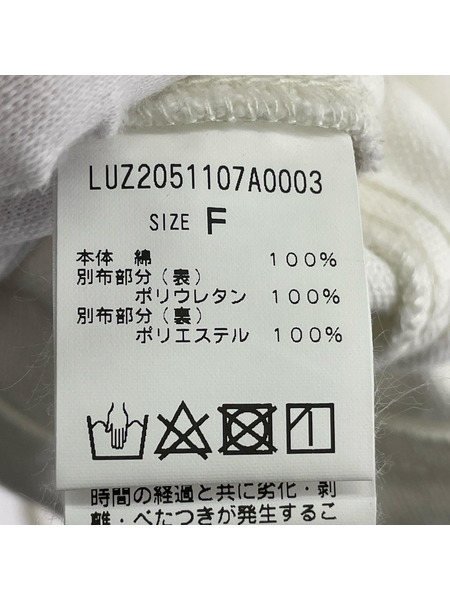 LUZ2051107A0003
SIZE F
本体 綿 100%
別布部分（表）
ポリウレタン 100%
別布部分（裏）
ポリエステル 100%
時間の経過と共に劣化・剥
離・べたつきが発生するこ